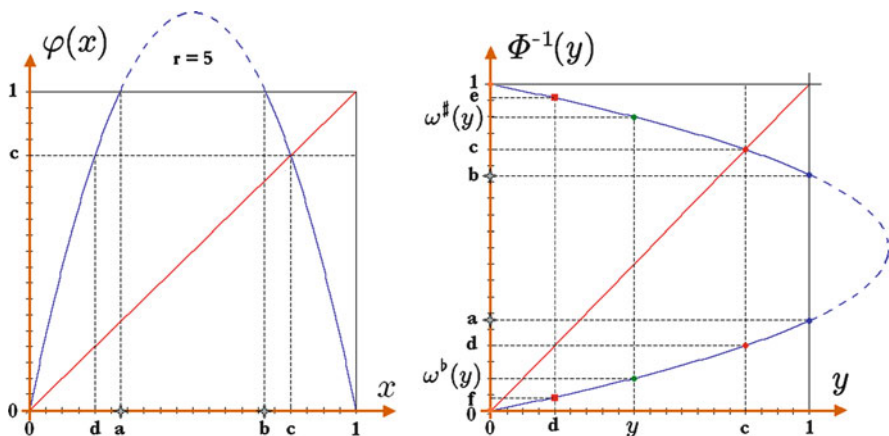 φ(x)
r = 5
1
c
0
0 d a b c 1
x
Φ⁻¹(y)
1
e
ω♯(y)
c
b
a
d
ω♭(y)
f
0
0 d y c 1
y